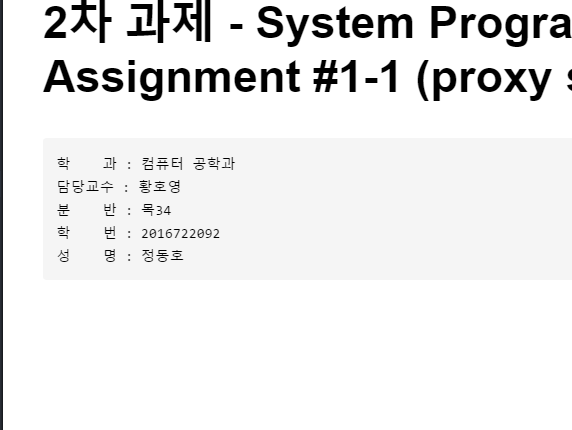 2차 과제 - System Progra
Assignment #1-1 (proxy s
학    과 : 컴퓨터 공학과
담당교수 : 황호영
분    반 : 목34
학    번 : 2016722092
성    명 : 정동호